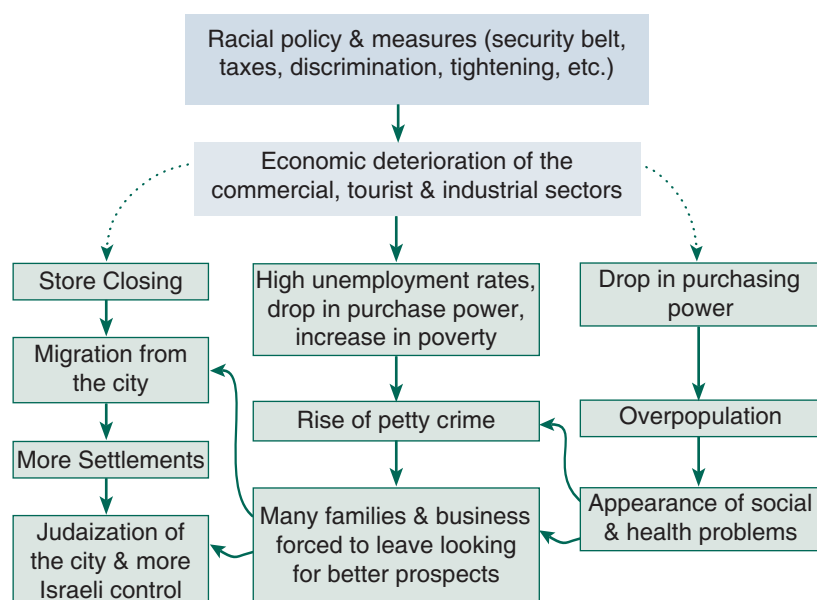 Racial policy & measures (security belt,
taxes, discrimination, tightening, etc.)
Economic deterioration of the
commercial, tourist & industrial sectors
Store Closing
High unemployment rates,
drop in purchase power,
increase in poverty
Drop in purchasing
power
Migration from
the city
Rise of petty crime
Overpopulation
More Settlements
Many families & business
forced to leave looking
for better prospects
Appearance of social
& health problems
Judaization of
the city & more
Israeli control